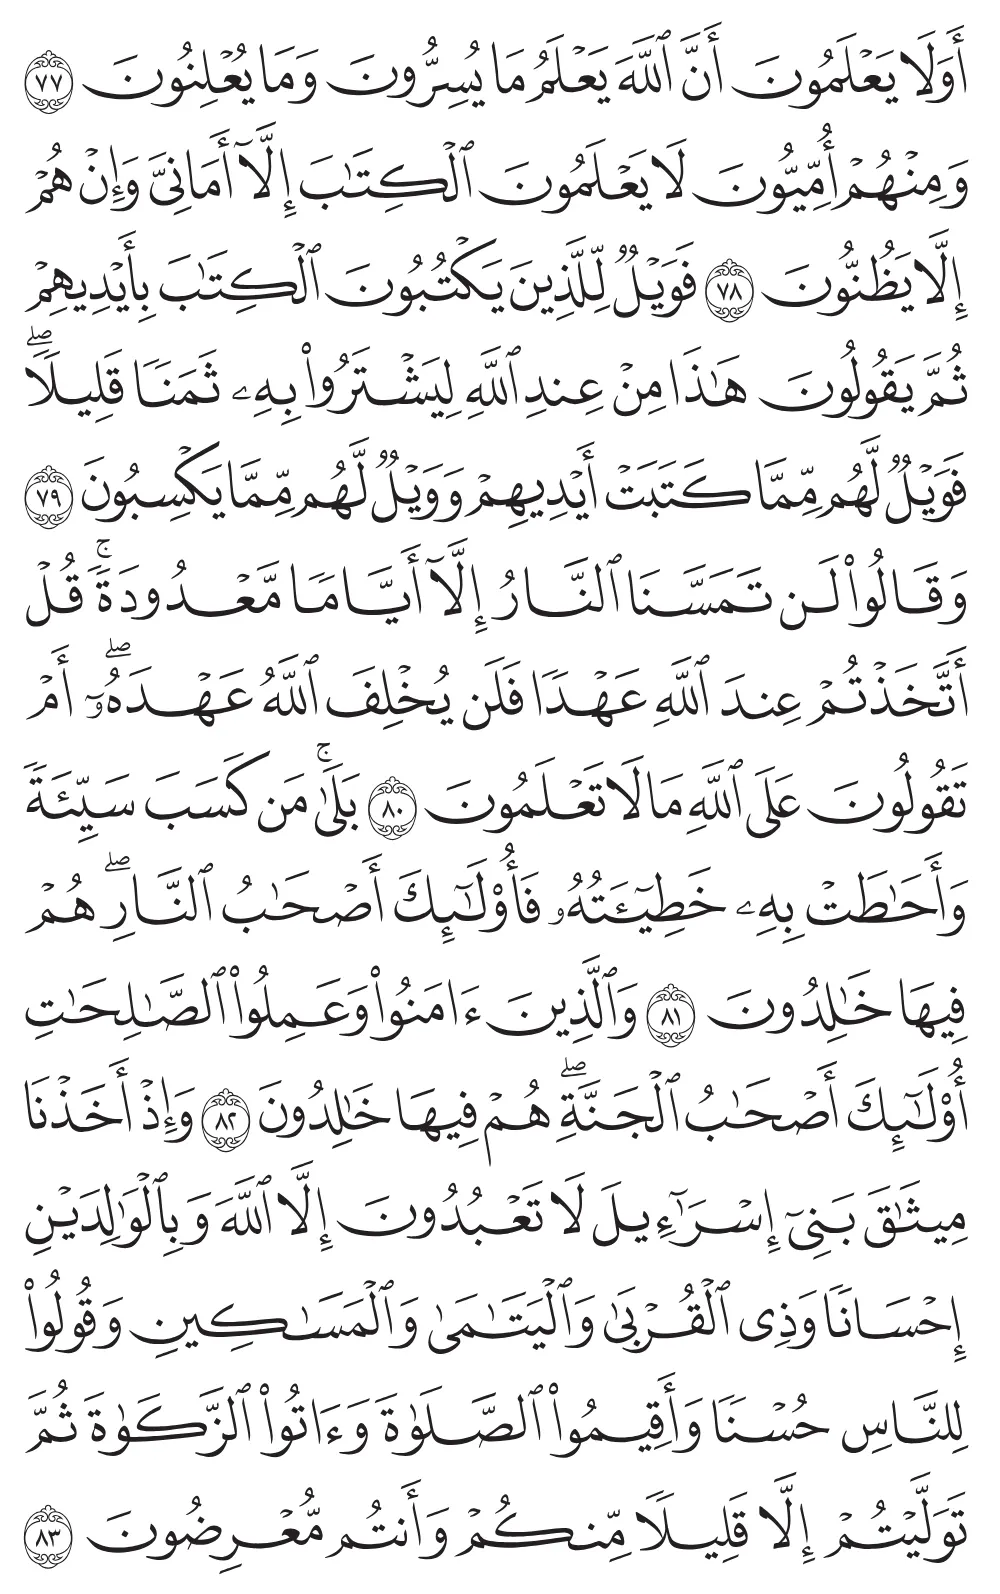 أَوَلَا يَعْلَمُونَ أَنَّ ٱللَّهَ يَعْلَمُ مَا يُسِرُّونَ وَمَا يُعْلِنُونَ ٧٧
وَمِنْهُمْ أُمِّيُّونَ لَا يَعْلَمُونَ ٱلْكِتَـٰبَ إِلَّآ أَمَانِىَّ وَإِنْ هُمْ
إِلَّا يَظُنُّونَ ٧٨ فَوَيْلٌ لِّلَّذِينَ يَكْتُبُونَ ٱلْكِتَـٰبَ بِأَيْدِيهِمْ
ثُمَّ يَقُولُونَ هَـٰذَا مِنْ عِندِ ٱللَّهِ لِيَشْتَرُوا۟ بِهِۦ ثَمَنًا قَلِيلًا ۖ
فَوَيْلٌ لَّهُم مِّمَّا كَتَبَتْ أَيْدِيهِمْ وَوَيْلٌ لَّهُم مِّمَّا يَكْسِبُونَ ٧٩
وَقَالُوا۟ لَن تَمَسَّنَا ٱلنَّارُ إِلَّآ أَيَّامًا مَّعْدُودَةً ۚ قُلْ
أَتَّخَذْتُمْ عِندَ ٱللَّهِ عَهْدًا فَلَن يُخْلِفَ ٱللَّهُ عَهْدَهُۥٓ ۖ أَمْ
تَقُولُونَ عَلَى ٱللَّهِ مَا لَا تَعْلَمُونَ ٨٠ بَلَىٰ ۚ مَن كَسَبَ سَيِّئَةً
وَأَحَـٰطَتْ بِهِۦ خَطِيٓـَٔتُهُۥ فَأُو۟لَـٰٓئِكَ أَصْحَـٰبُ ٱلنَّارِ ۖ هُمْ
فِيهَا خَـٰلِدُونَ ٨١ وَٱلَّذِينَ ءَامَنُوا۟ وَعَمِلُوا۟ ٱلصَّـٰلِحَـٰتِ
أُو۟لَـٰٓئِكَ أَصْحَـٰبُ ٱلْجَنَّةِ ۖ هُمْ فِيهَا خَـٰلِدُونَ ٨٢ وَإِذْ أَخَذْنَا
مِيثَـٰقَ بَنِىٓ إِسْرَٰٓءِيلَ لَا تَعْبُدُونَ إِلَّا ٱللَّهَ وَبِٱلْوَٰلِدَيْنِ
إِحْسَانًا وَذِى ٱلْقُرْبَىٰ وَٱلْيَتَـٰمَىٰ وَٱلْمَسَـٰكِينِ وَقُولُوا۟
لِلنَّاسِ حُسْنًا وَأَقِيمُوا۟ ٱلصَّلَوٰةَ وَءَاتُوا۟ ٱلزَّكَوٰةَ ثُمَّ
تَوَلَّيْتُمْ إِلَّا قَلِيلًا مِّنكُمْ وَأَنتُم مُّعْرِضُونَ ٨٣